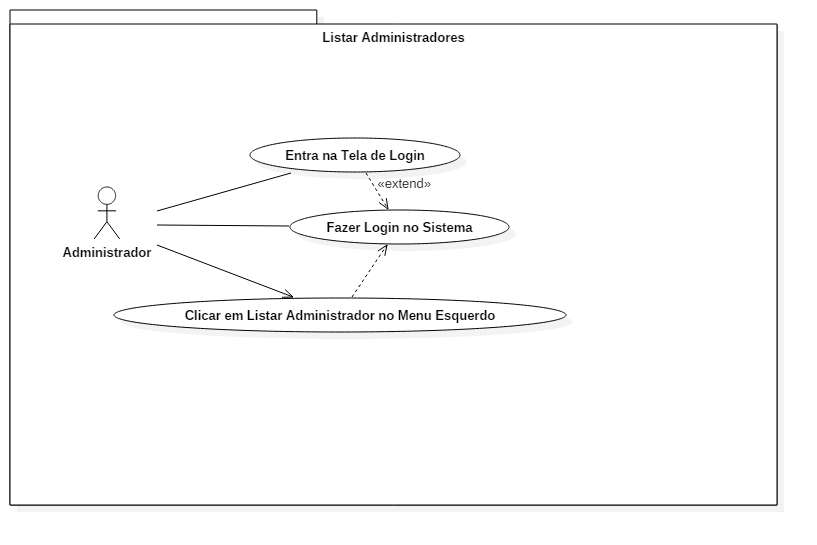 Listar Administradores
Entra na Tela de Login
«extend»
Fazer Login no Sistema
Administrador
Clicar em Listar Administrador no Menu Esquerdo